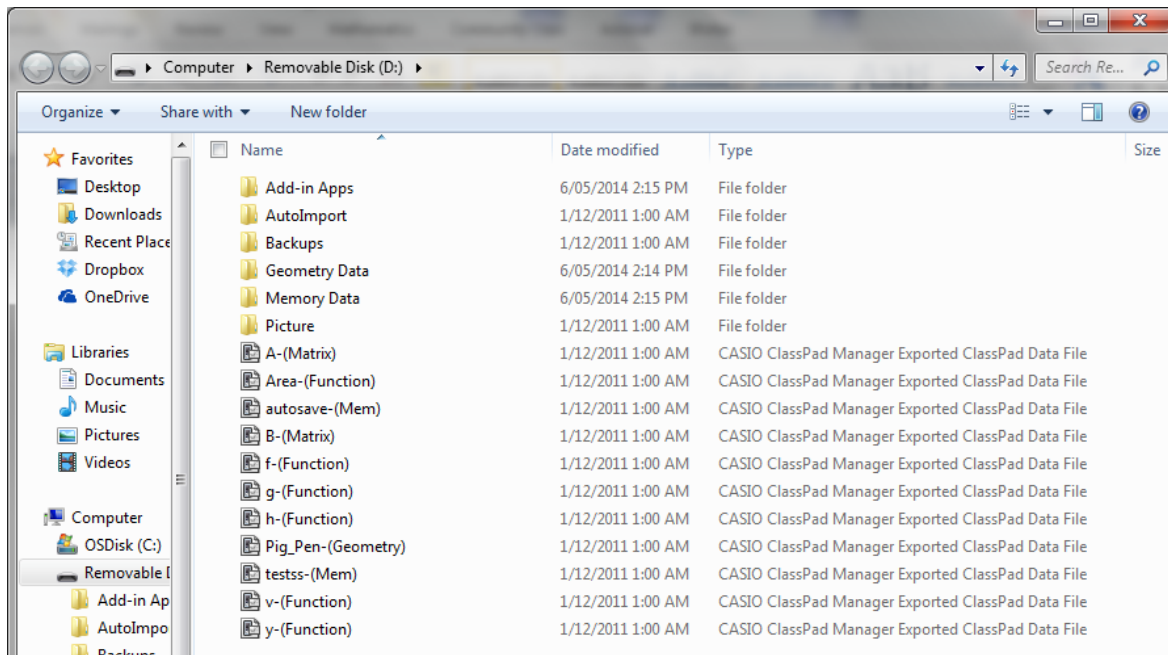 Computer Removable Disk (D:) Search Re...
Organize Share with New folder
Favorites
Desktop
Downloads
Recent Place
Dropbox
OneDrive
Libraries
Documents
Music
Pictures
Videos
Computer
OSDisk (C:)
Removable D
Add-in Ap
AutoImpo
Backups
Name Date modified Type Size
Add-in Apps 6/05/2014 2:15 PM File folder
AutoImport 1/12/2011 1:00 AM File folder
Backups 1/12/2011 1:00 AM File folder
Geometry Data 6/05/2014 2:14 PM File folder
Memory Data 6/05/2014 2:15 PM File folder
Picture 1/12/2011 1:00 AM File folder
A-(Matrix) 1/12/2011 1:00 AM CASIO ClassPad Manager Exported ClassPad Data File
Area-(Function) 1/12/2011 1:00 AM CASIO ClassPad Manager Exported ClassPad Data File
autosave-(Mem) 1/12/2011 1:00 AM CASIO ClassPad Manager Exported ClassPad Data File
B-(Matrix) 1/12/2011 1:00 AM CASIO ClassPad Manager Exported ClassPad Data File
f-(Function) 1/12/2011 1:00 AM CASIO ClassPad Manager Exported ClassPad Data File
g-(Function) 1/12/2011 1:00 AM CASIO ClassPad Manager Exported ClassPad Data File
h-(Function) 1/12/2011 1:00 AM CASIO ClassPad Manager Exported ClassPad Data File
Pig_Pen-(Geometry) 1/12/2011 1:00 AM CASIO ClassPad Manager Exported ClassPad Data File
testss-(Mem) 1/12/2011 1:00 AM CASIO ClassPad Manager Exported ClassPad Data File
v-(Function) 1/12/2011 1:00 AM CASIO ClassPad Manager Exported ClassPad Data File
y-(Function) 1/12/2011 1:00 AM CASIO ClassPad Manager Exported ClassPad Data File